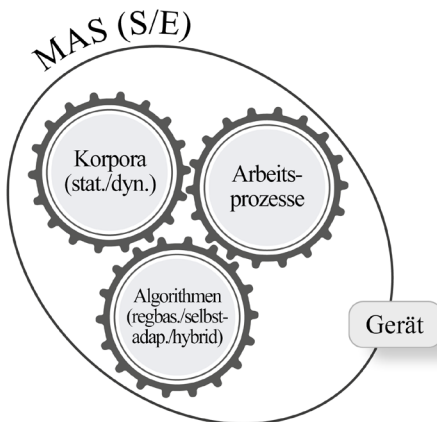 MAS (S/E)
Korpora
(stat./dyn.)
Arbeits-
prozesse
Algorithmen
(regbas./selbst-
adap./hybrid)
Gerät